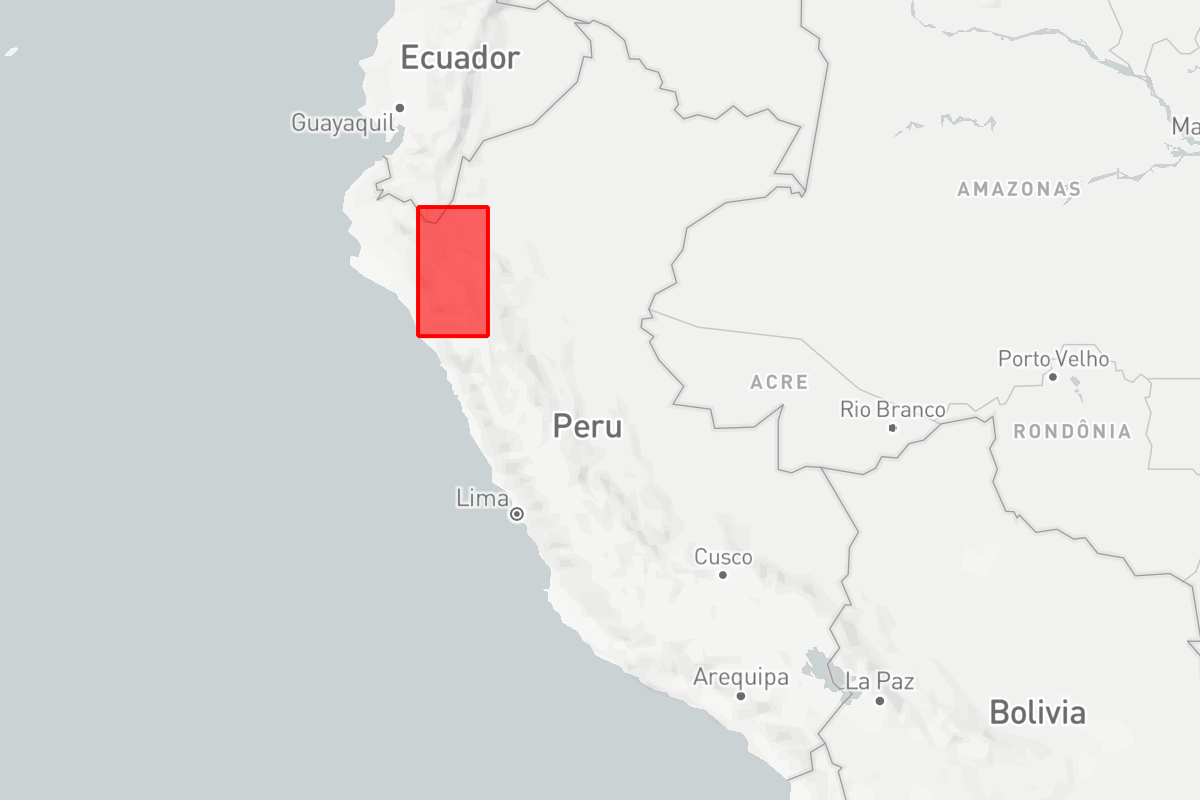 Ecuador
Guayaquil
Ma
AMAZONAS
Porto Velho
ACRE
Rio Branco
Peru
RONDÔNIA
Lima
Cusco
Arequipa
La Paz
Bolivia